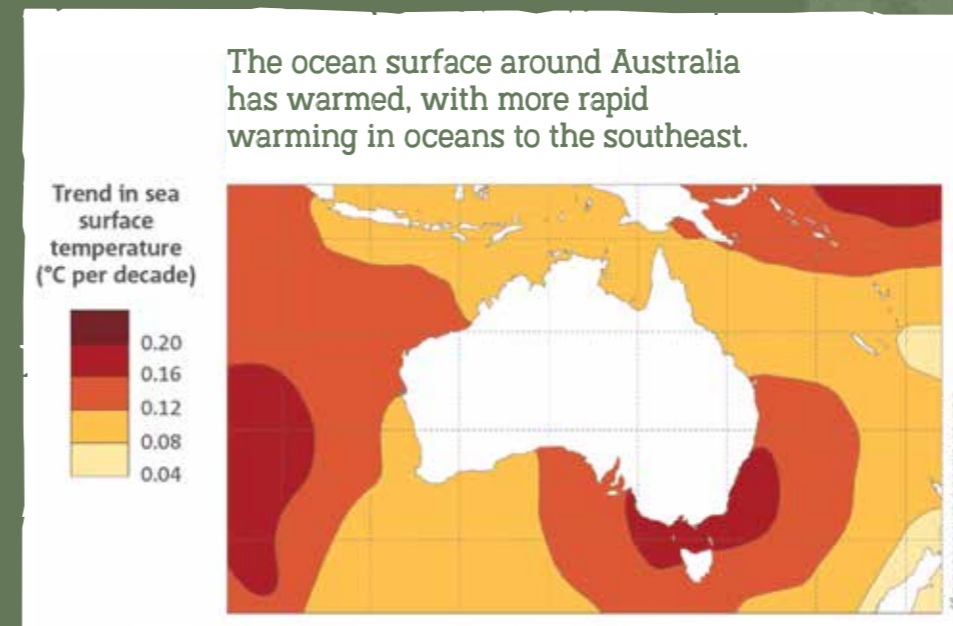 The ocean surface around Australia
has warmed, with more rapid
warming in oceans to the southeast.
Trend in sea
surface
temperature
(°C per decade)
0.20
0.16
0.12
0.08
0.04